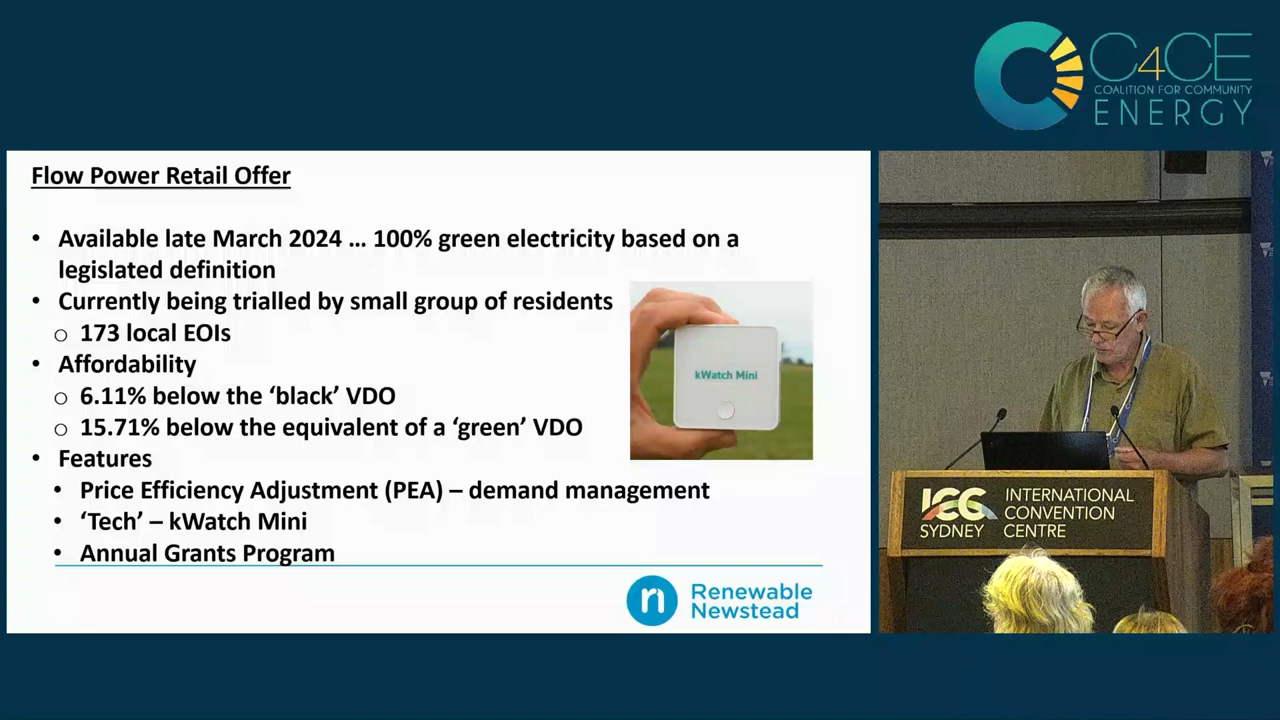 C4CE
COALITION FOR COMMUNITY
ENERGY
Flow Power Retail Offer
• Available late March 2024 ... 100% green electricity based on a
legislated definition
• Currently being trialled by small group of residents
o 173 local EOIs
• Affordability
o 6.11% below the ‘black’ VDO
o 15.71% below the equivalent of a ‘green’ VDO
• Features
• Price Efficiency Adjustment (PEA) – demand management
• ‘Tech’ – kWatch Mini
• Annual Grants Program
kWatch Mini
n Renewable
Newstead
ICC
SYDNEY
INTERNATIONAL
CONVENTION
CENTRE